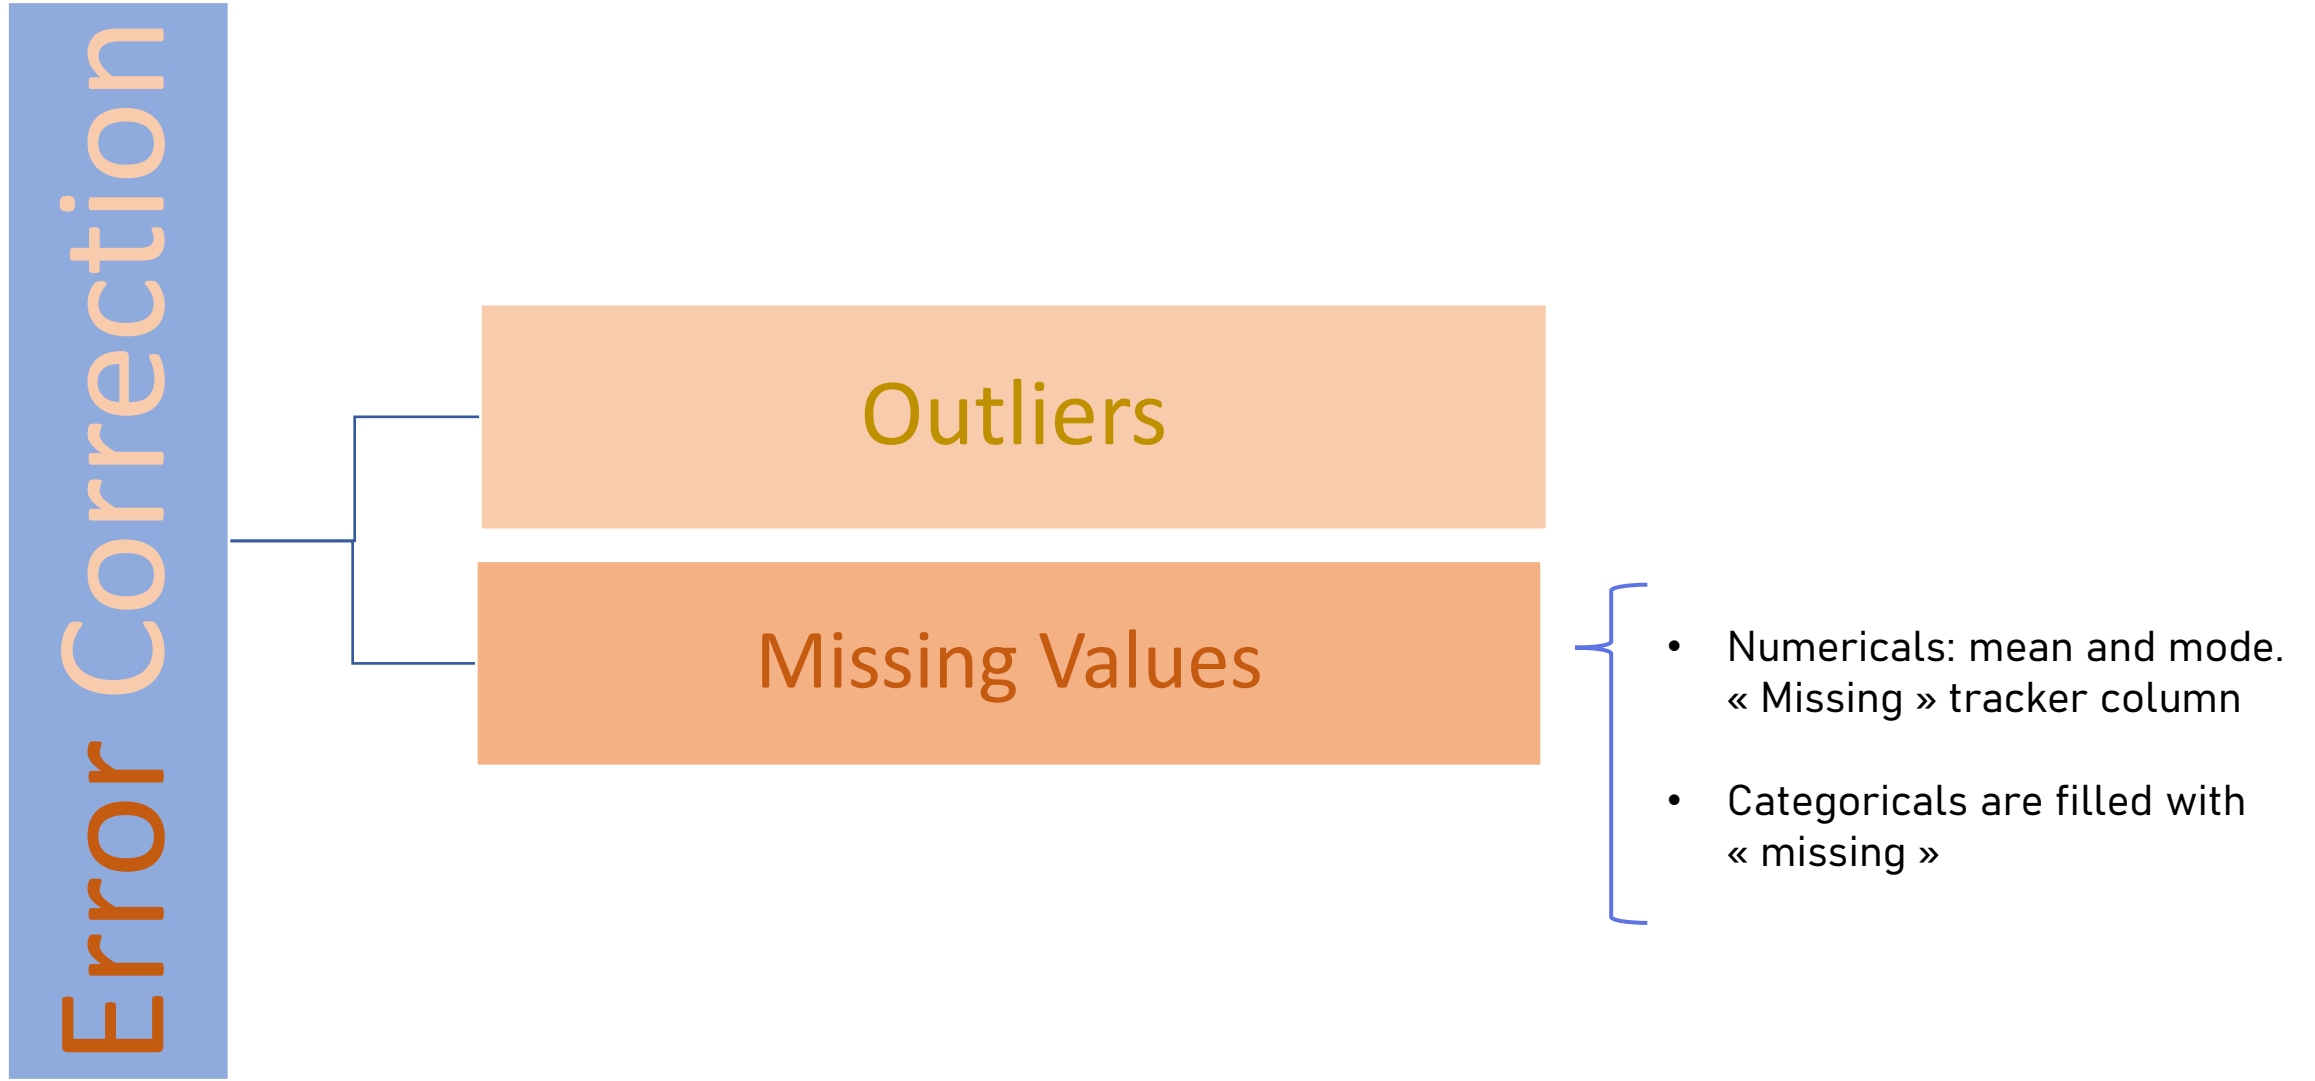 Error Correction
Outliers
Missing Values
• Numericals: mean and mode.
« Missing » tracker column
• Categoricals are filled with
« missing »